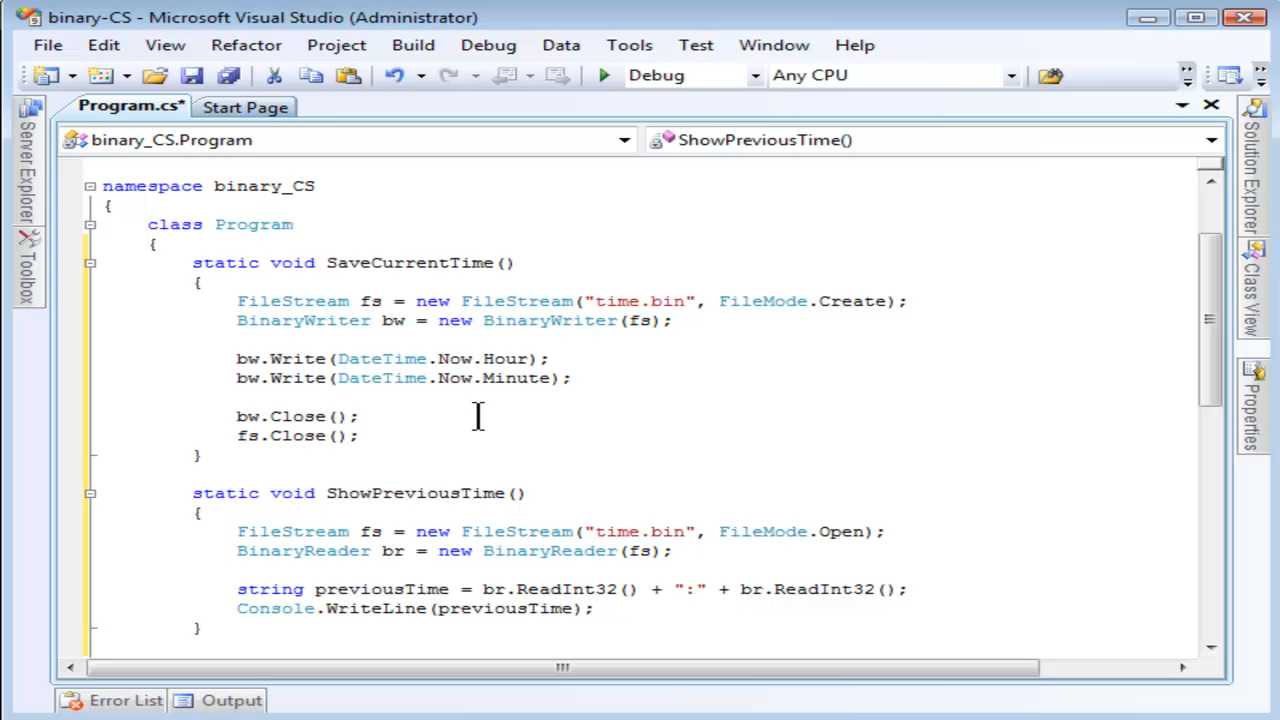 binary-CS - Microsoft Visual Studio (Administrator)
File Edit View Refactor Project Build Debug Data Tools Test Window Help
Debug Any CPU
Program.cs* Start Page
binary_CS.Program ShowPreviousTime()
Server Explorer
Toolbox
namespace binary_CS
{
class Program
{
static void SaveCurrentTime()
{
FileStream fs = new FileStream("time.bin", FileMode.Create);
BinaryWriter bw = new BinaryWriter(fs);
bw.Write(DateTime.Now.Hour);
bw.Write(DateTime.Now.Minute);
bw.Close();
fs.Close();
}
static void ShowPreviousTime()
{
FileStream fs = new FileStream("time.bin", FileMode.Open);
BinaryReader br = new BinaryReader(fs);
string previousTime = br.ReadInt32() + ":" + br.ReadInt32();
Console.WriteLine(previousTime);
}
Solution Explorer
Class View
Properties
Error List Output